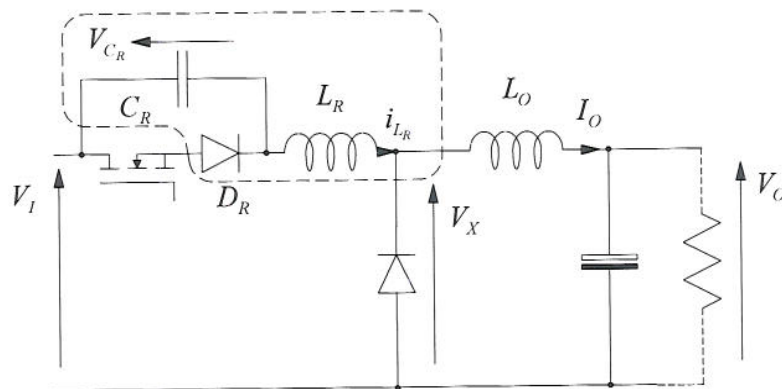 V_{C_R}
C_R
L_R
i_{L_R}
L_O
I_O
V_I
D_R
V_X
V_O